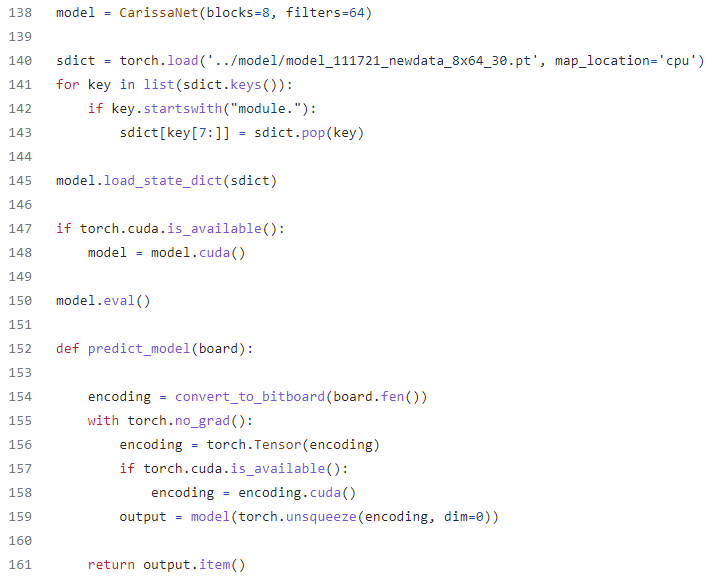 138 model = CarissaNet(blocks=8, filters=64)
139
140 sdict = torch.load('../model/model_111721_newdata_8x64_30.pt', map_location='cpu')
141 for key in list(sdict.keys()):
142     if key.startswith("module."):
143         sdict[key[7:]] = sdict.pop(key)
144
145 model.load_state_dict(sdict)
146
147 if torch.cuda.is_available():
148     model = model.cuda()
149
150 model.eval()
151
152 def predict_model(board):
153
154     encoding = convert_to_bitboard(board.fen())
155     with torch.no_grad():
156         encoding = torch.Tensor(encoding)
157         if torch.cuda.is_available():
158             encoding = encoding.cuda()
159         output = model(torch.unsqueeze(encoding, dim=0))
160
161     return output.item()